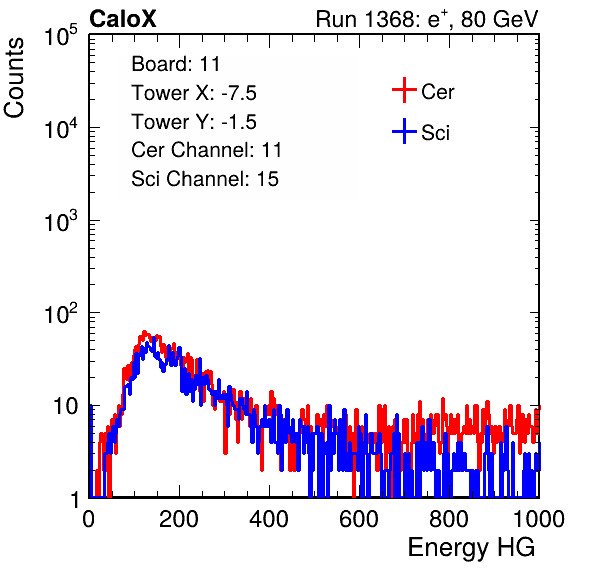 CaloX Run 1368: e⁺, 80 GeV
Counts
10⁵
10⁴
10³
10²
10
1
Board: 11
Tower X: -7.5
Tower Y: -1.5
Cer Channel: 11
Sci Channel: 15
Cer
Sci
0 200 400 600 800 1000
Energy HG